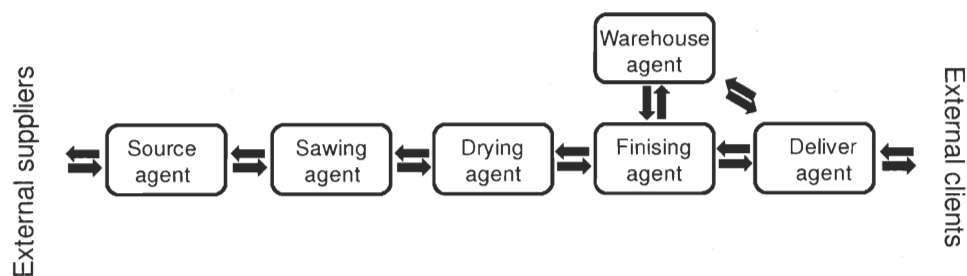 Warehouse
agent
External suppliers
Source
agent
Sawing
agent
Drying
agent
Finising
agent
Deliver
agent
External clients